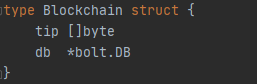 type Blockchain struct {
    tip []byte
    db  *bolt.DB
}